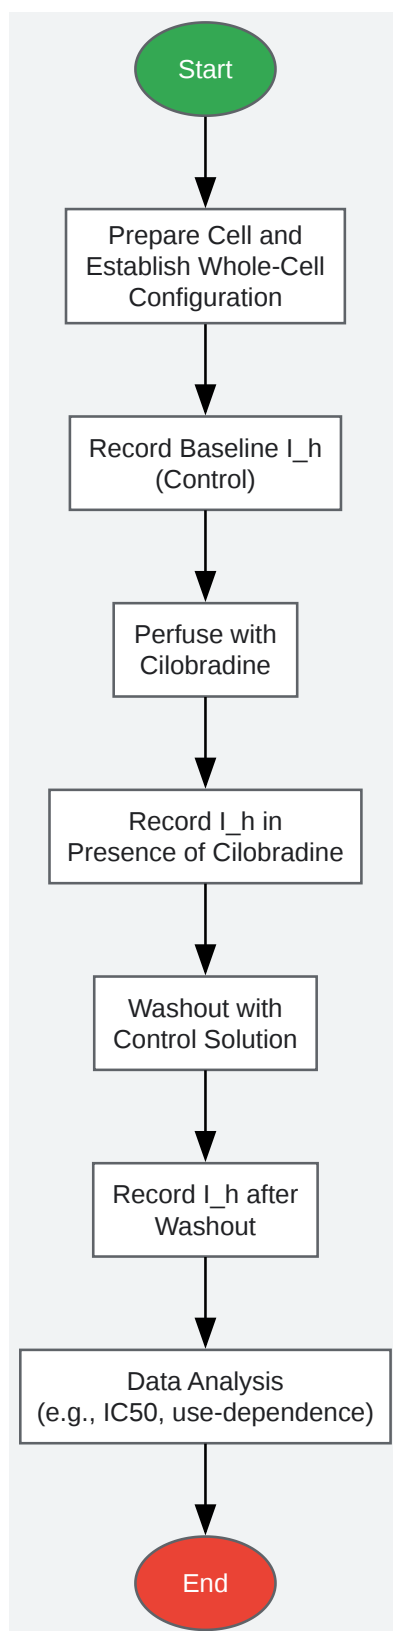 Start
Prepare Cell and
Establish Whole-Cell
Configuration
Record Baseline I_h
(Control)
Perfuse with
Cilobradine
Record I_h in
Presence of Cilobradine
Washout with
Control Solution
Record I_h after
Washout
Data Analysis
(e.g., IC50, use-dependence)
End